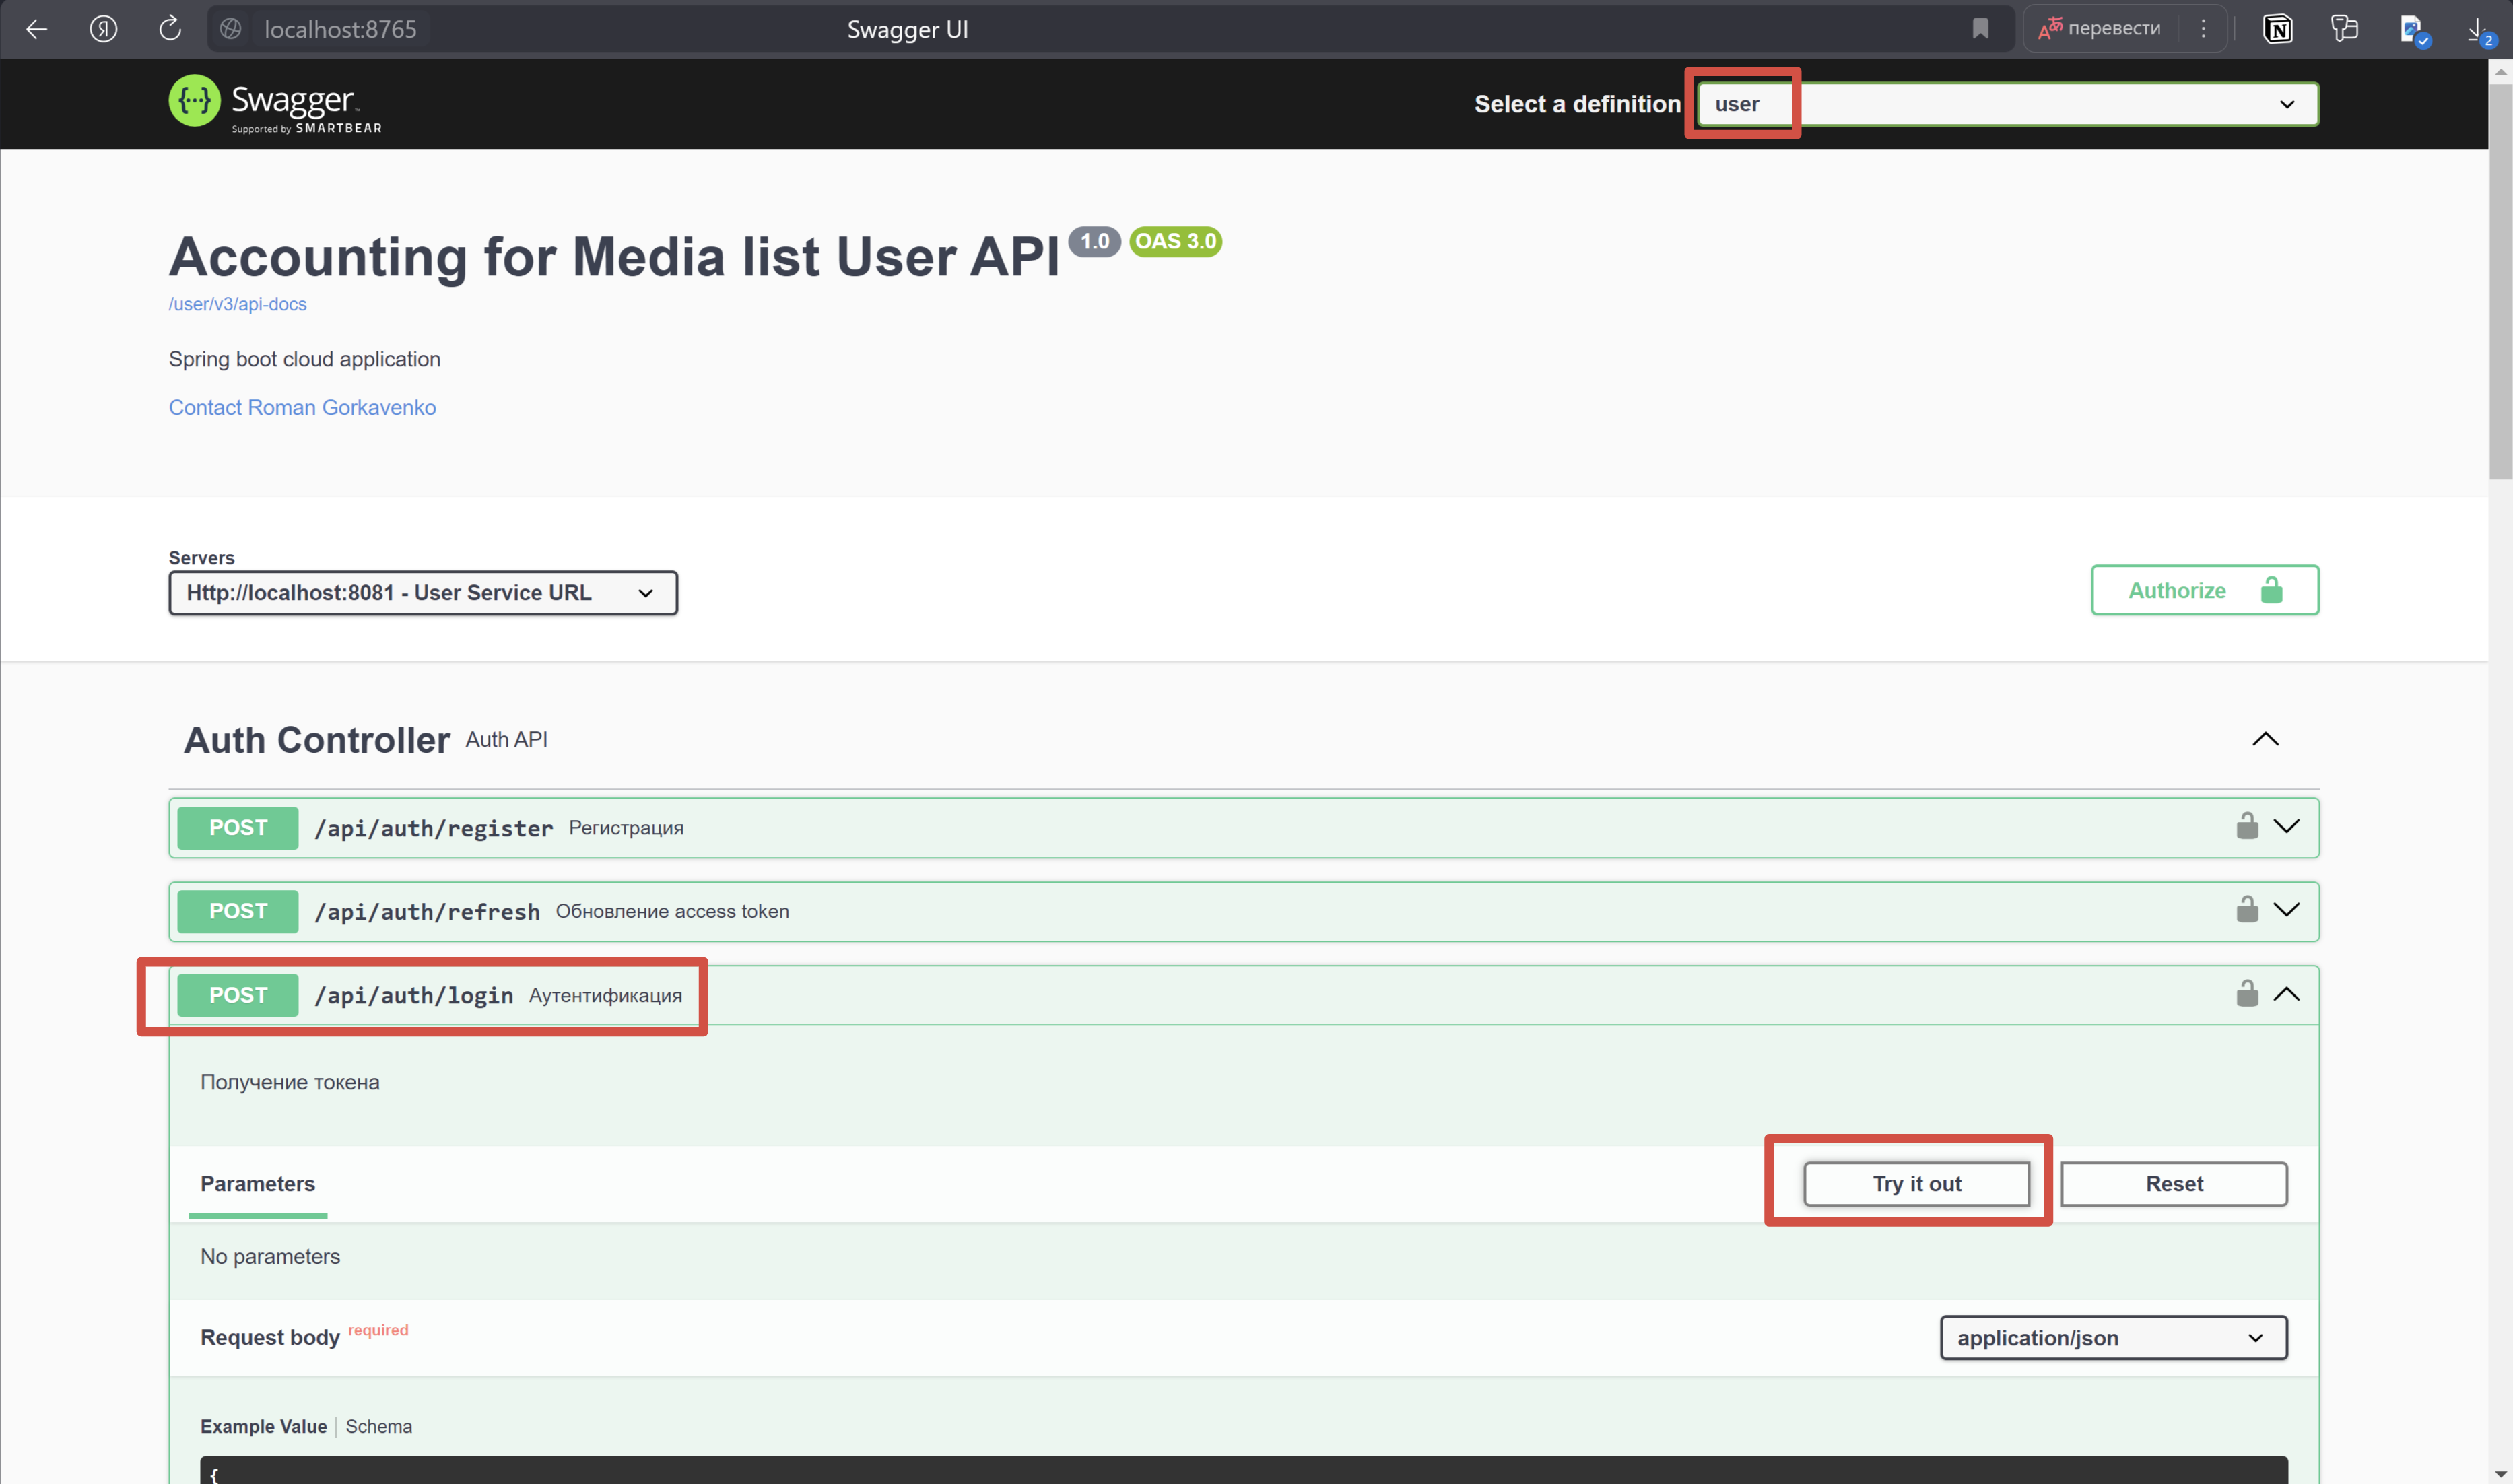 localhost:8765
Swagger UI
перевести
2
Swagger
Supported by SMARTBEAR
Select a definition
user
Accounting for Media list User API 1.0 OAS 3.0
/user/v3/api-docs
Spring boot cloud application
Contact Roman Gorkavenko
Servers
Http://localhost:8081 - User Service URL
Authorize
Auth Controller Auth API
POST /api/auth/register Регистрация
POST /api/auth/refresh Обновление access token
POST /api/auth/login Аутентификация
Получение токена
Parameters
Try it out
Reset
No parameters
Request body required
application/json
Example Value | Schema
{